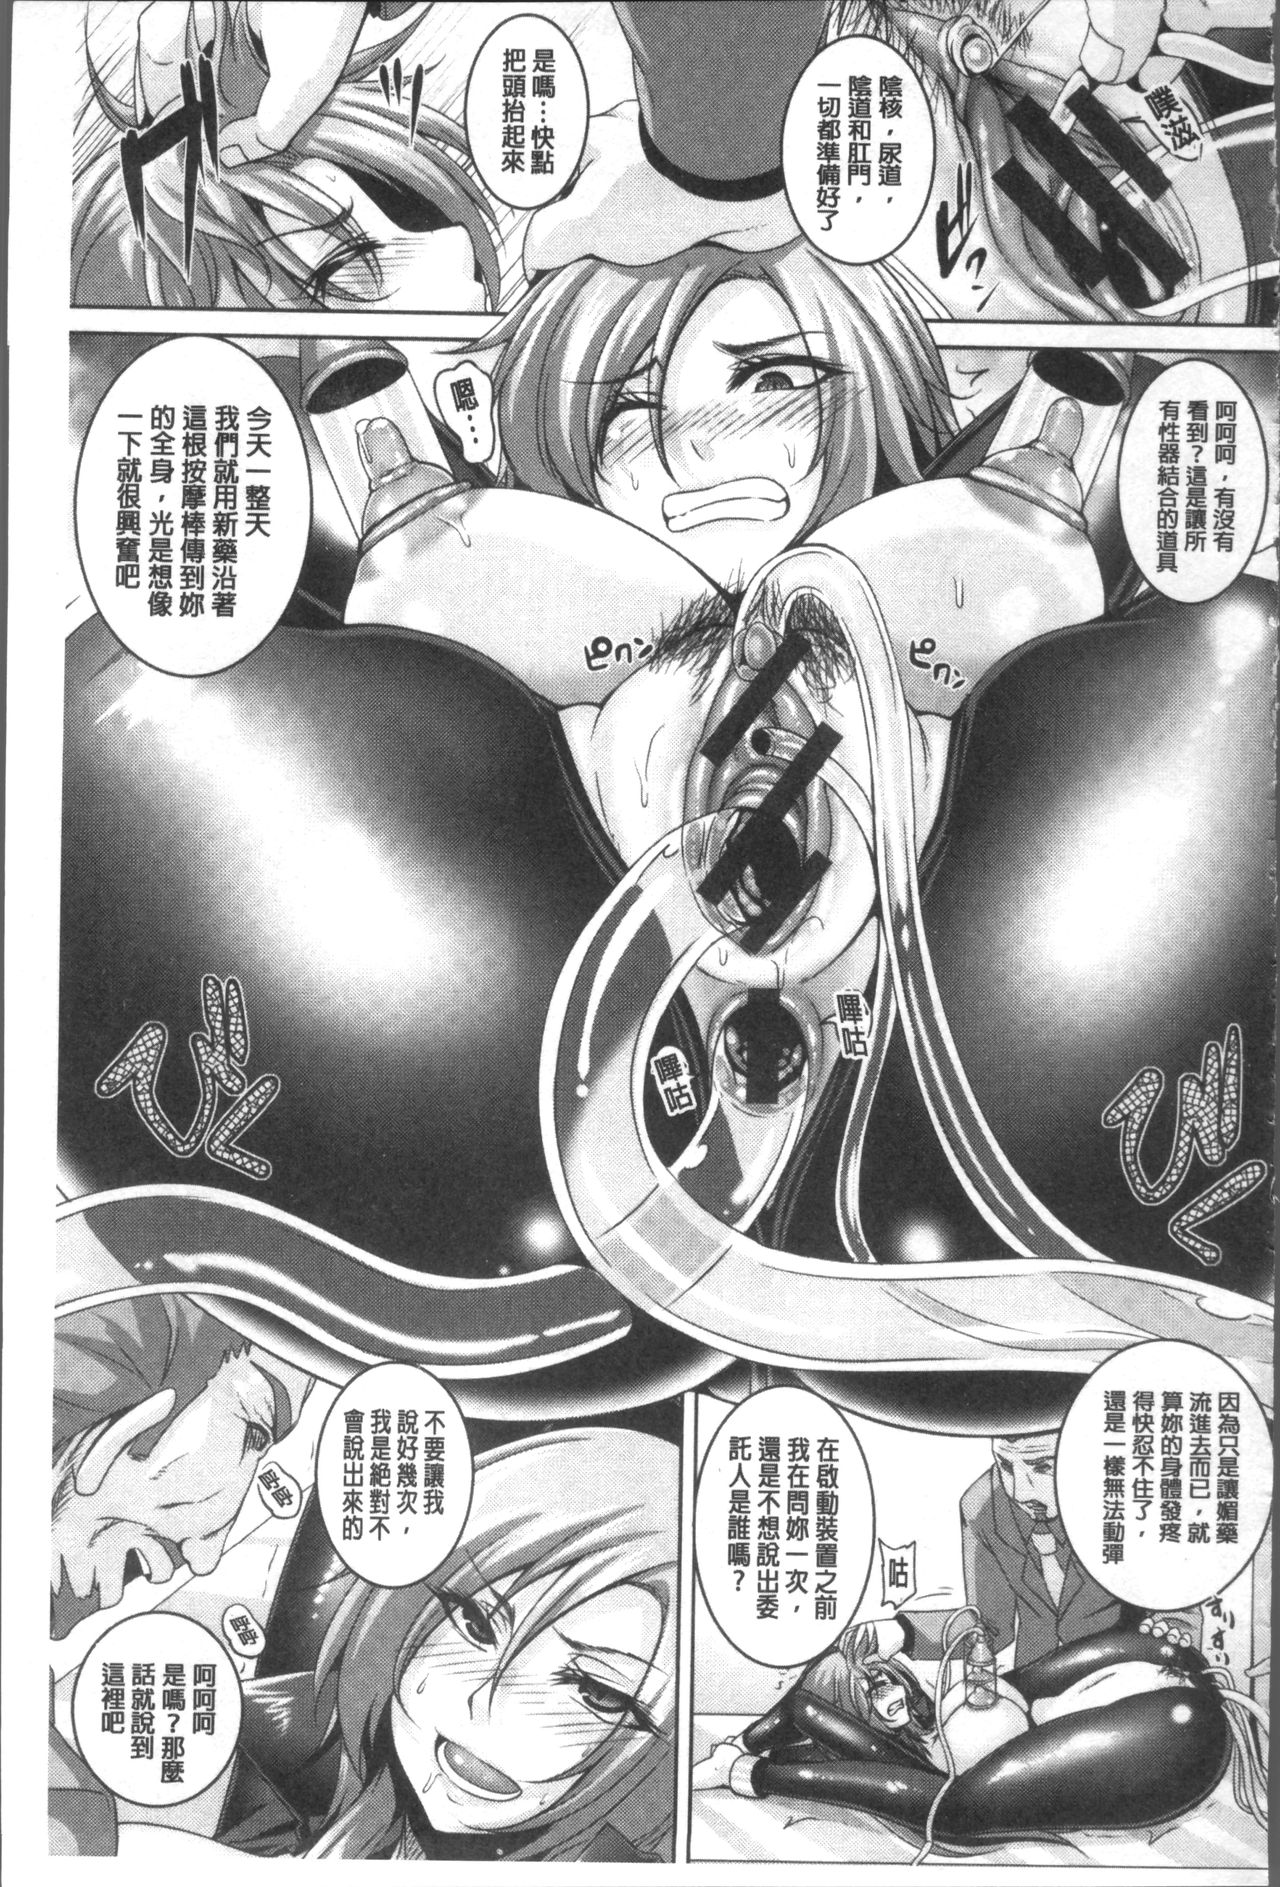 陰核，尿道，
陰道和肛門，
一切都準備好了
噗滋
是嗎…快點
把頭抬起來
呵呵呵，有沒有
看到？這是讓所
有性器結合的道具
嗯…
今天一整天
我們就用新藥沿著
這根按摩棒傳到妳
的全身，光是想像
一下就很興奮吧
ピクン
ピクン
嗶咕
嗶咕
びく
びく
因為只是讓媚藥
流進去而已，就
算妳的身體發疼
得快忍不住了，
還是一樣無法動彈
在啟動裝置之前
我在問妳一次，
還是不想說出委
託人是誰嗎？
咕
不要讓我
說好幾次，
我是絕對不
會說出來的
呼呼
呼呼
呵呵呵
是嗎？那麼
話就說到
這裡吧